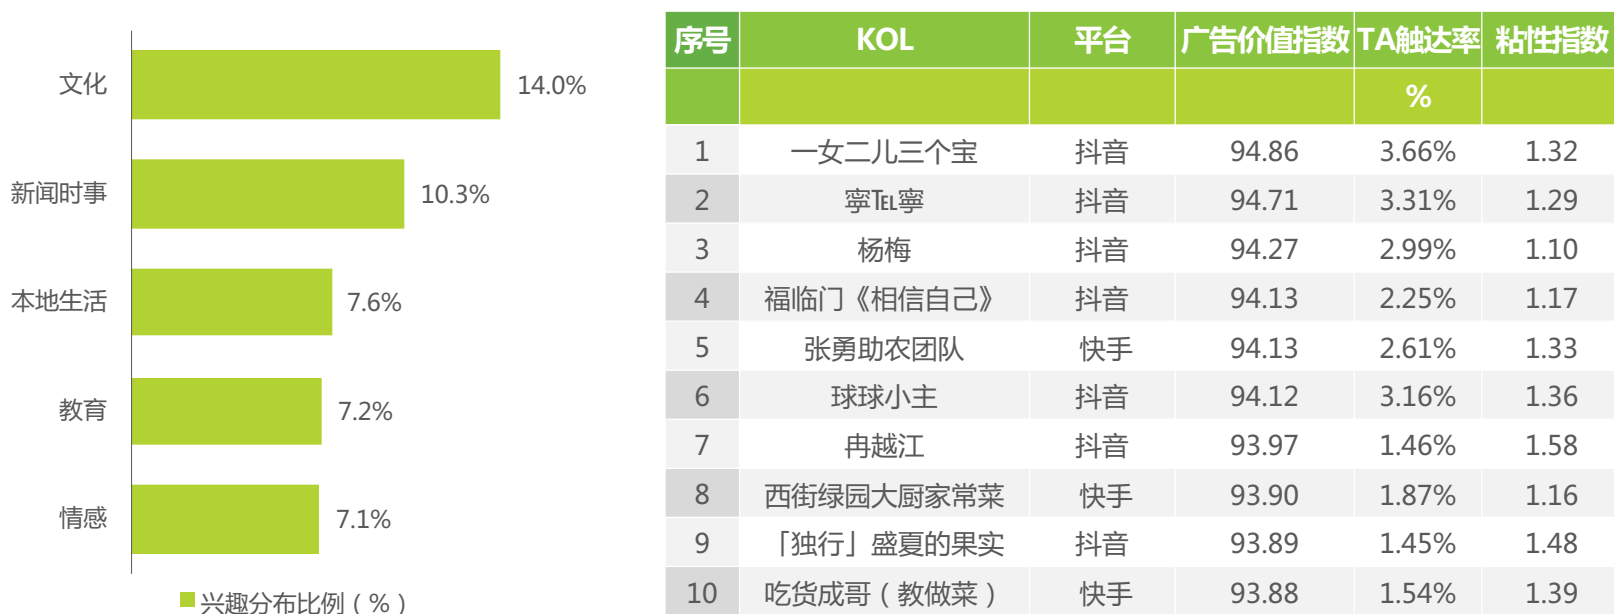 文化 14.0%
新闻时事 10.3%
本地生活 7.6%
教育 7.2%
情感 7.1%
兴趣分布比例（%）
序号 KOL 平台 广告价值指数 TA触达率 粘性指数
%
1 一女二儿三个宝 抖音 94.86 3.66% 1.32
2 寜℡寧 抖音 94.71 3.31% 1.29
3 杨梅 抖音 94.27 2.99% 1.10
4 福临门《相信自己》 抖音 94.13 2.25% 1.17
5 张勇助农团队 快手 94.13 2.61% 1.33
6 球球小主 抖音 94.12 3.16% 1.36
7 冉越江 抖音 93.97 1.46% 1.58
8 西街绿园大厨家常菜 快手 93.90 1.87% 1.16
9 「独行」盛夏的果实 抖音 93.89 1.45% 1.48
10 吃货成哥（教做菜） 快手 93.88 1.54% 1.39